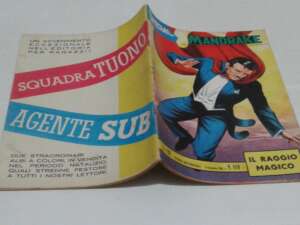 UN AVVENIMENTO
ECCEZIONALE
NELL'EDITORIA
PER RAGAZZI!
SQUADRA TUONO
AGENTE SUB
DUE STRAORDINARI
ALBI A COLORI, IN VENDITA
NEL PERIODO NATALIZIO
QUALI STRENNE FESTOSE
A TUTTI I NOSTRI LETTORI.
MANDRAKE
IL RAGGIO
MAGICO